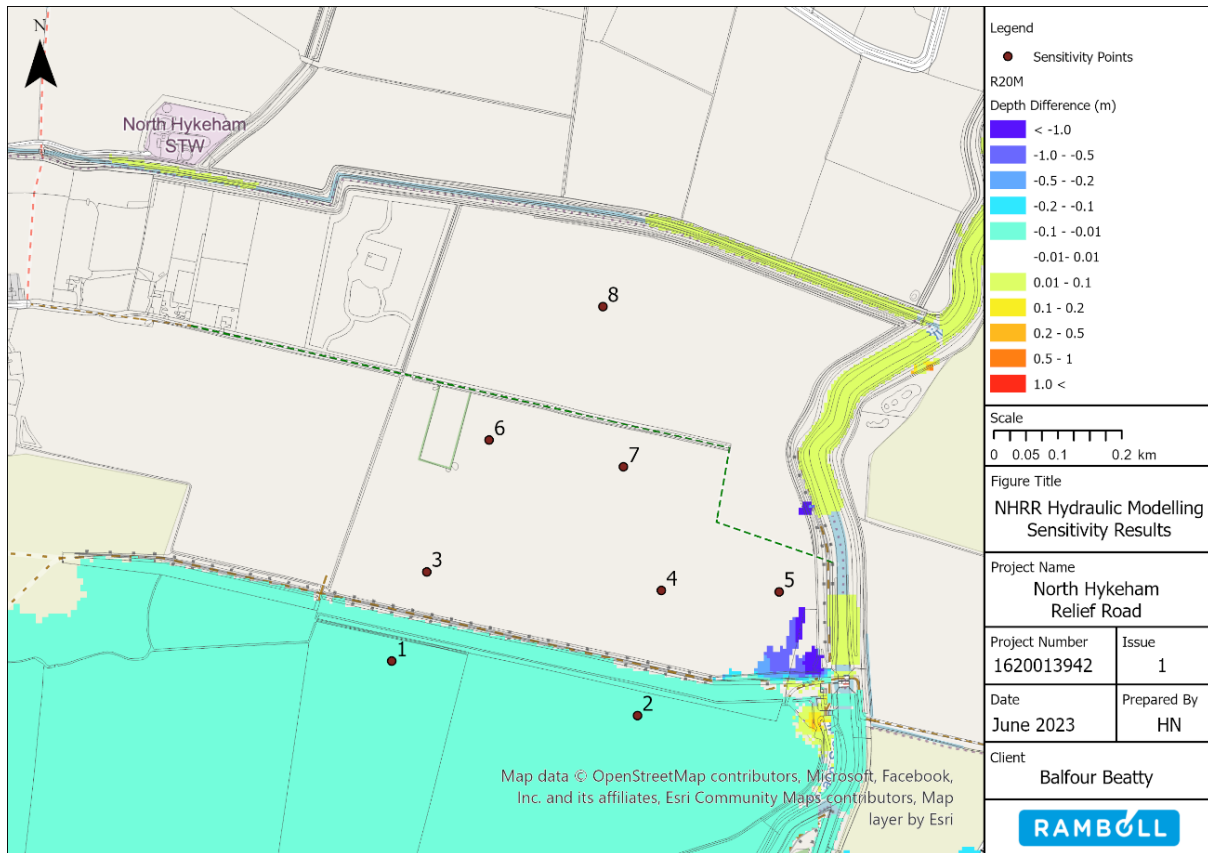 N
North Hykeham
STW
8
6
7
3
4
5
1
2
Map data © OpenStreetMap contributors, Microsoft, Facebook,
Inc. and its affiliates, Esri Community Maps contributors, Map
layer by Esri
Legend
Sensitivity Points
R20M
Depth Difference (m)
< -1.0
-1.0 - -0.5
-0.5 - -0.2
-0.2 - -0.1
-0.1 - -0.01
-0.01- 0.01
0.01 - 0.1
0.1 - 0.2
0.2 - 0.5
0.5 - 1
1.0 <
Scale
0 0.05 0.1 0.2 km
Figure Title
NHRR Hydraulic Modelling
Sensitivity Results
Project Name
North Hykeham
Relief Road
Project Number Issue
1620013942 1
Date Prepared By
June 2023 HN
Client
Balfour Beatty
RAMBOLL